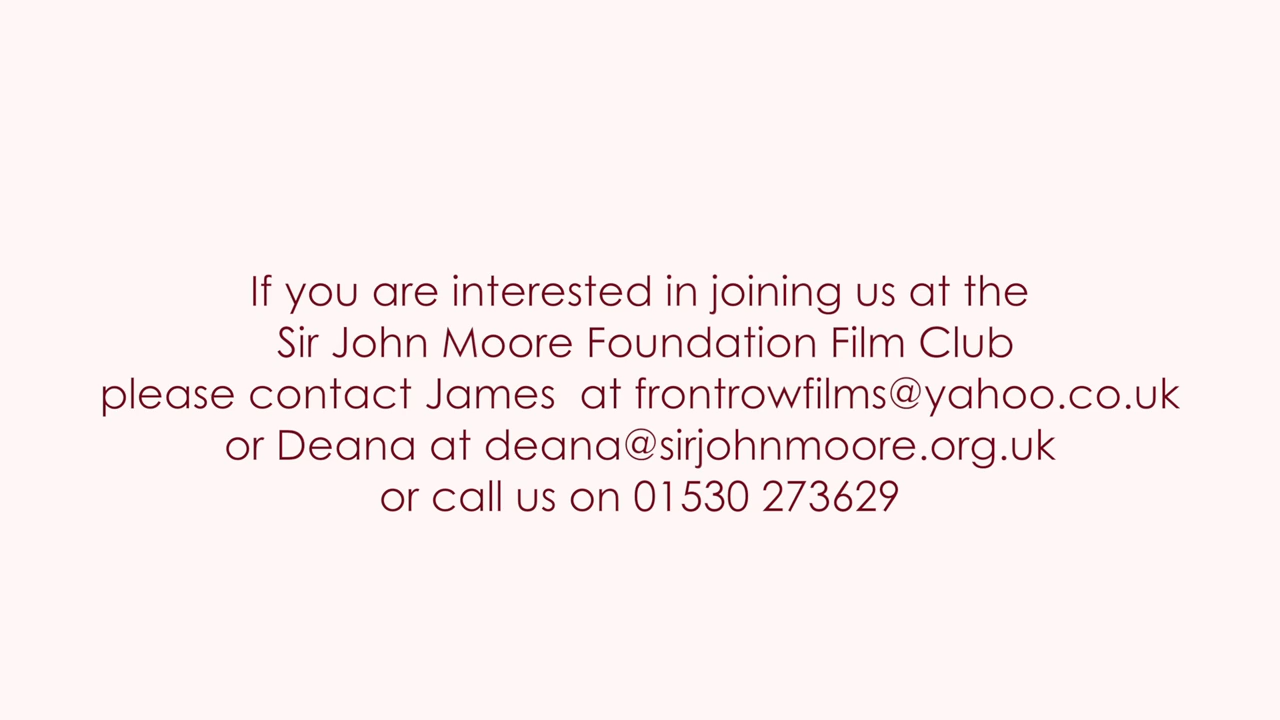 If you are interested in joining us at the
Sir John Moore Foundation Film Club
please contact James  at frontrowfilms@yahoo.co.uk
or Deana at deana@sirjohnmoore.org.uk
or call us on 01530 273629